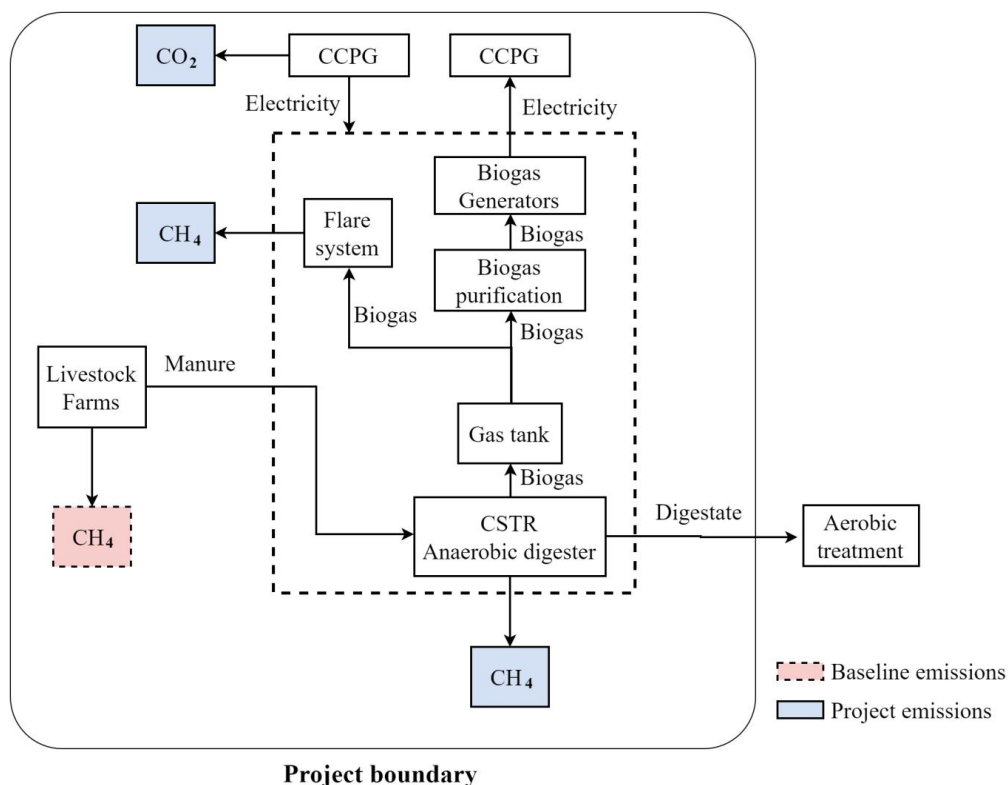 CO₂
CCPG
CCPG
Electricity
Electricity
Biogas
Generators
Flare
system
CH₄
Biogas
Biogas
purification
Biogas
Biogas
Manure
Livestock
Farms
Gas tank
Biogas
CH₄
CSTR
Anaerobic digester
Digestate
Aerobic
treatment
CH₄
Baseline emissions
Project emissions
Project boundary